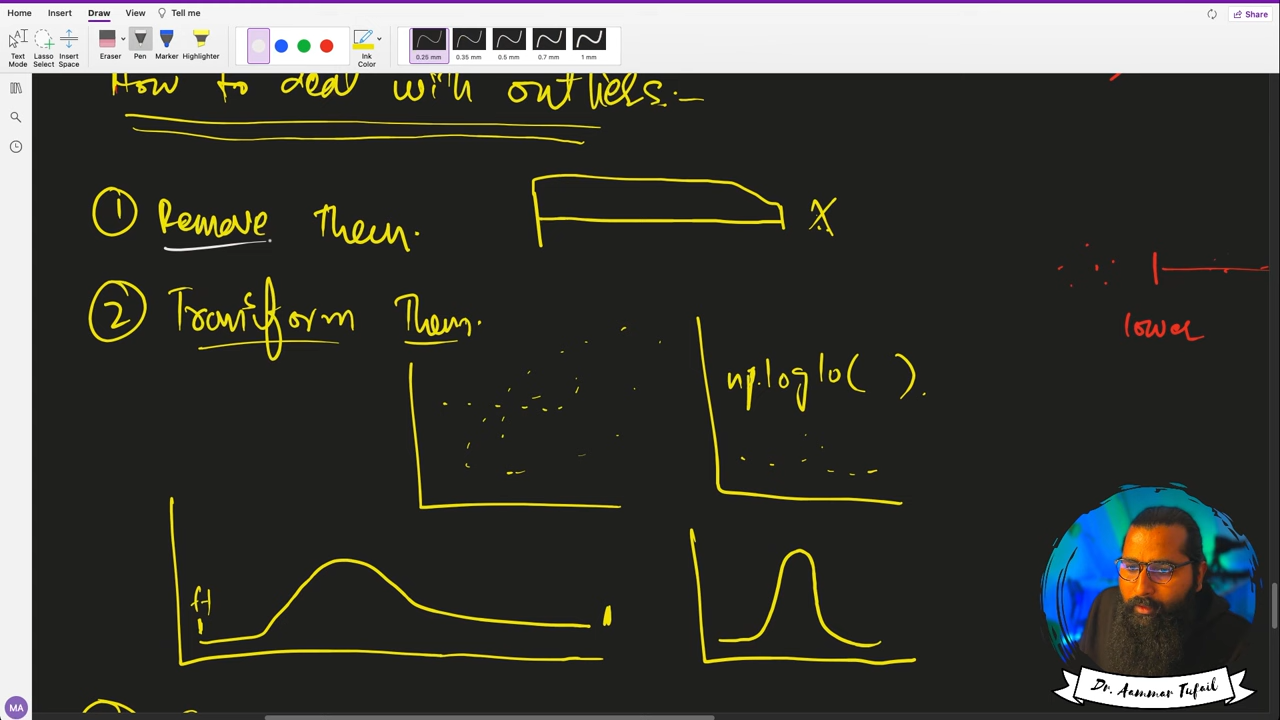 Home Insert Draw View Tell me
Share
Text Mode
Lasso Select
Insert Space
Eraser
Pen
Marker
Highlighter
Ink Color
0.25 mm
0.35 mm
0.5 mm
0.7 mm
1 mm
How to deal with outliers:-
① Remove Them. X
② Transform Them.
lower
np.log10( ).
ft
Dr. Aammar Tufail
MA